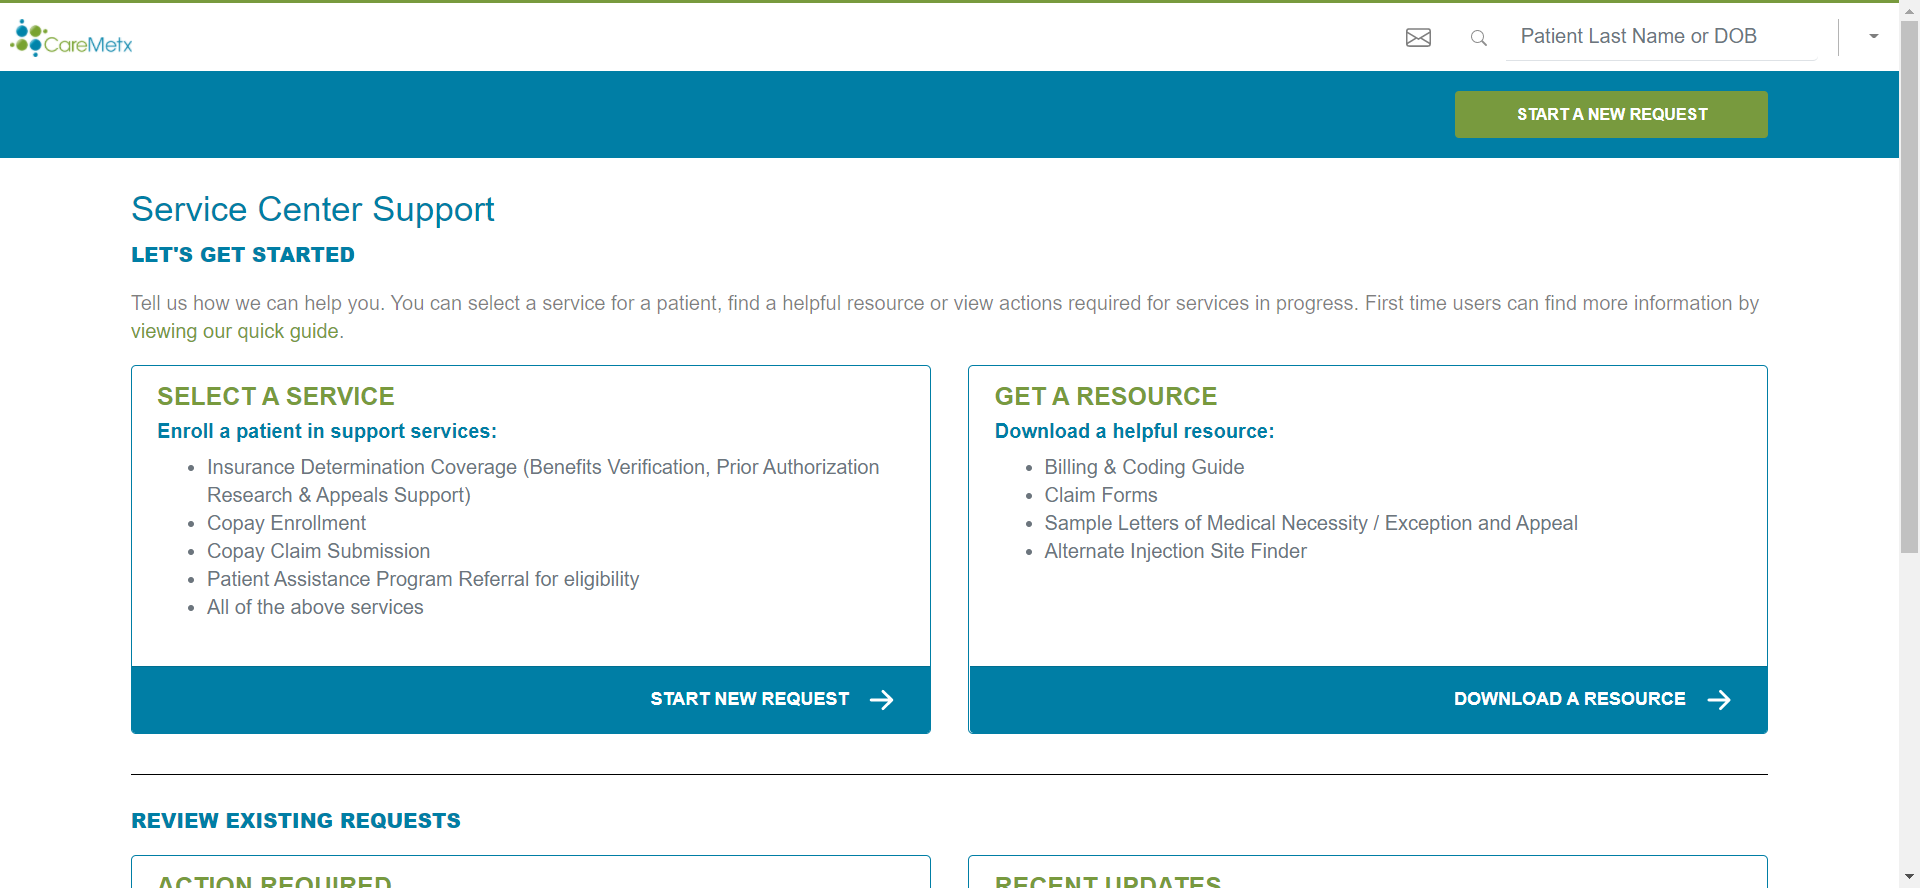 CareMetx
Patient Last Name or DOB
START A NEW REQUEST
Service Center Support
LET'S GET STARTED
Tell us how we can help you. You can select a service for a patient, find a helpful resource or view actions required for services in progress. First time users can find more information by
viewing our quick guide.
SELECT A SERVICE
Enroll a patient in support services:
• Insurance Determination Coverage (Benefits Verification, Prior Authorization
Research & Appeals Support)
• Copay Enrollment
• Copay Claim Submission
• Patient Assistance Program Referral for eligibility
• All of the above services
START NEW REQUEST
GET A RESOURCE
Download a helpful resource:
• Billing & Coding Guide
• Claim Forms
• Sample Letters of Medical Necessity / Exception and Appeal
• Alternate Injection Site Finder
DOWNLOAD A RESOURCE
REVIEW EXISTING REQUESTS
ACTION REQUIRED
RECENT UPDATES